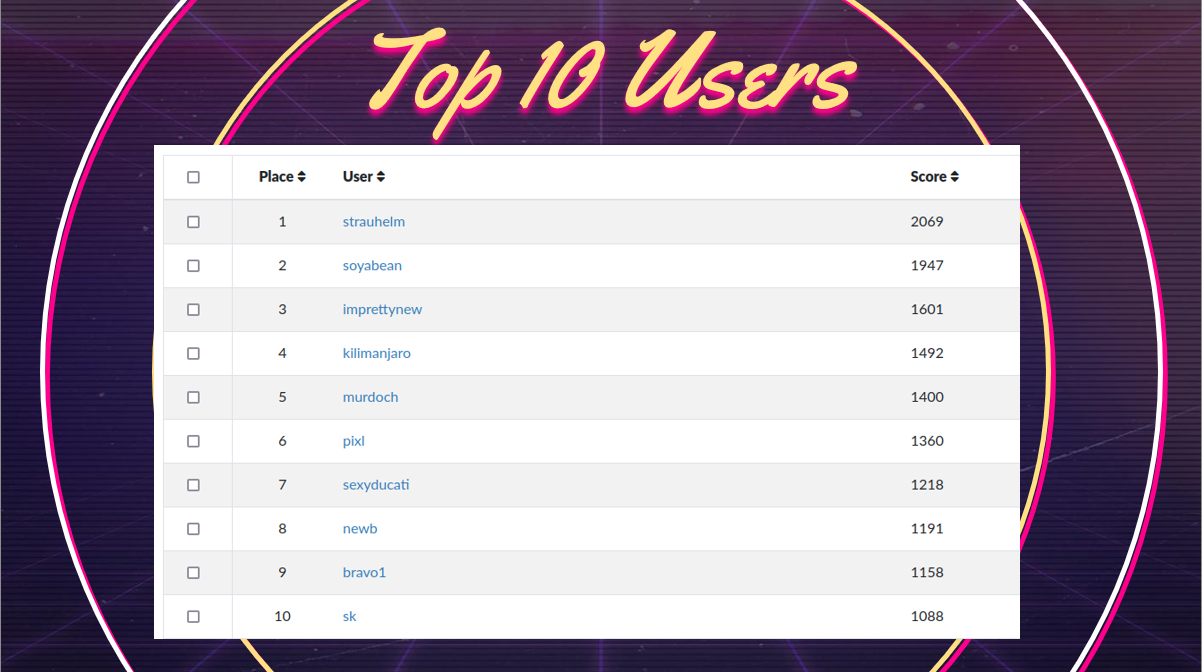 Top 10 Users
Place User Score
1 strauhelm 2069
2 soyabean 1947
3 imprettynew 1601
4 kilimanjaro 1492
5 murdoch 1400
6 pixl 1360
7 sexyducati 1218
8 newb 1191
9 bravo1 1158
10 sk 1088